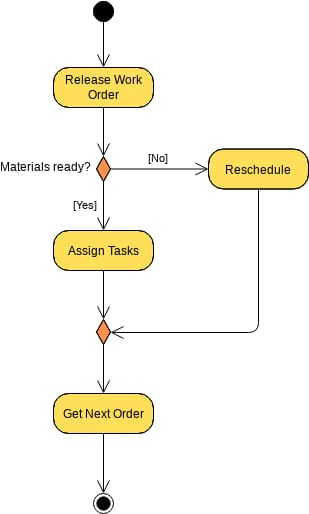 Release Work
Order
Materials ready?
[No]
Reschedule
[Yes]
Assign Tasks
Get Next Order